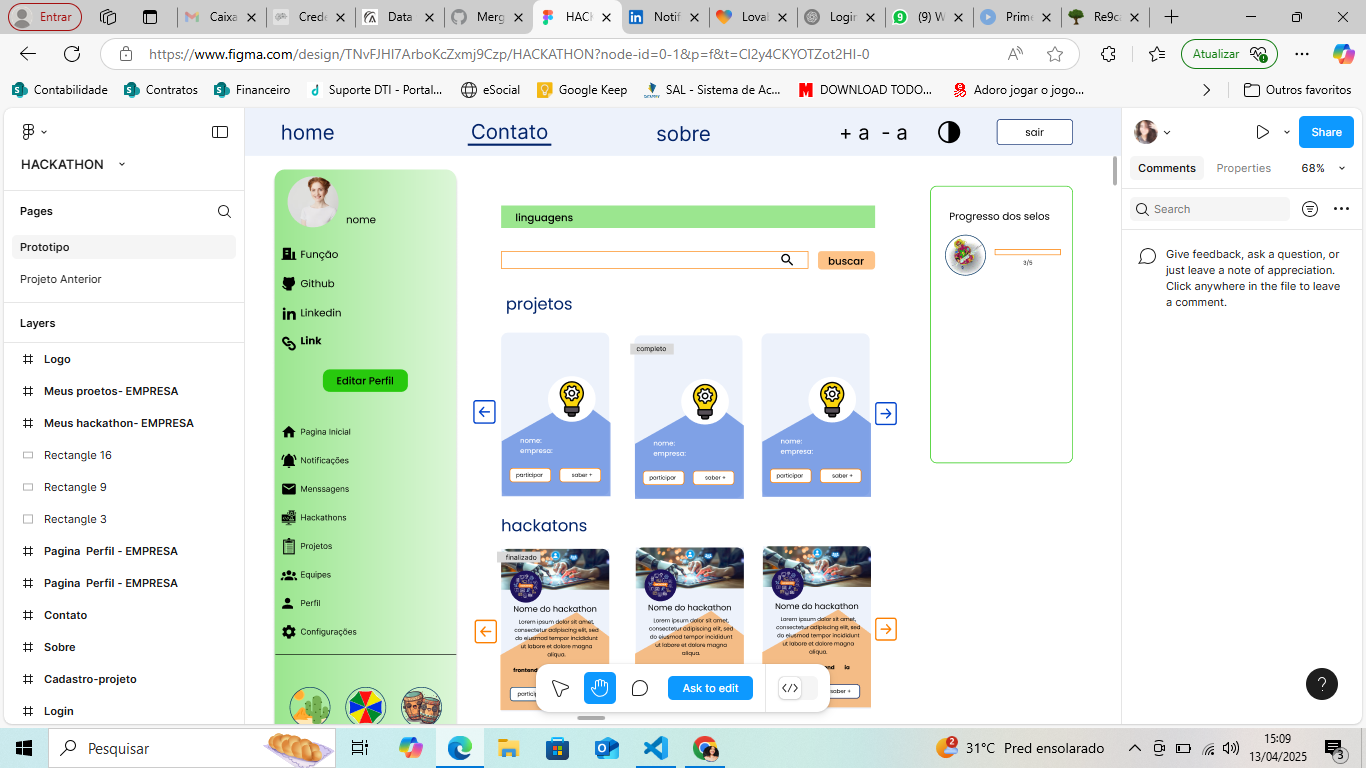 Entrar
Caixa
Crede
Data
Merg
HACK
Notif
Loval
Login
(9) W
Prime
Re9ca
https://www.figma.com/design/TNvFJHI7ArboKcZxmj9Czp/HACKATHON?node-id=0-1&p=f&t=Cl2y4CKYOTZot2HI-0
Atualizar
Contabilidade
Contratos
Financeiro
Suporte DTI - Portal...
eSocial
Google Keep
SAL - Sistema de Ac...
DOWNLOAD TODO...
Adoro jogar o jogo...
Outros favoritos
HACKATHON
Pages
Prototipo
Projeto Anterior
Layers
Logo
Meus proetos- EMPRESA
Meus hackathon- EMPRESA
Rectangle 16
Rectangle 9
Rectangle 3
Pagina Perfil - EMPRESA
Pagina Perfil - EMPRESA
Contato
Sobre
Cadastro-projeto
Login
home
Contato
sobre
+ a - a
sair
nome
Função
Github
Linkedin
Link
Editar Perfil
Pagina Inicial
Notificações
Menssagens
Hackathons
Projetos
Equipes
Perfil
Configurações
linguagens
buscar
projetos
nome:
empresa:
participar
saber +
completo
nome:
empresa:
participar
saber +
nome:
empresa:
participar
saber +
hackatons
finalizado
Nome do hackathon
Lorem ipsum dolor sit amet,
consectetur adipiscing elit, sed
do eiusmod tempor incididunt
ut labore et dolore magna
aliqua.
frontend
Nome do hackathon
Lorem ipsum dolor sit amet,
consectetur adipiscing elit, sed
do eiusmod tempor incididunt
ut labore et dolore magna
aliqua.
Nome do hackathon
Lorem ipsum dolor sit amet,
consectetur adipiscing elit, sed
do eiusmod tempor incididunt
ut labore et dolore magna
aliqua.
ia
saber +
Progresso dos selos
3/5
Ask to edit
Share
Comments
Properties
68%
Search
Give feedback, ask a question, or
just leave a note of appreciation.
Click anywhere in the file to leave
a comment.
?
Pesquisar
2
31°C Pred ensolarado
15:09
13/04/2025
3